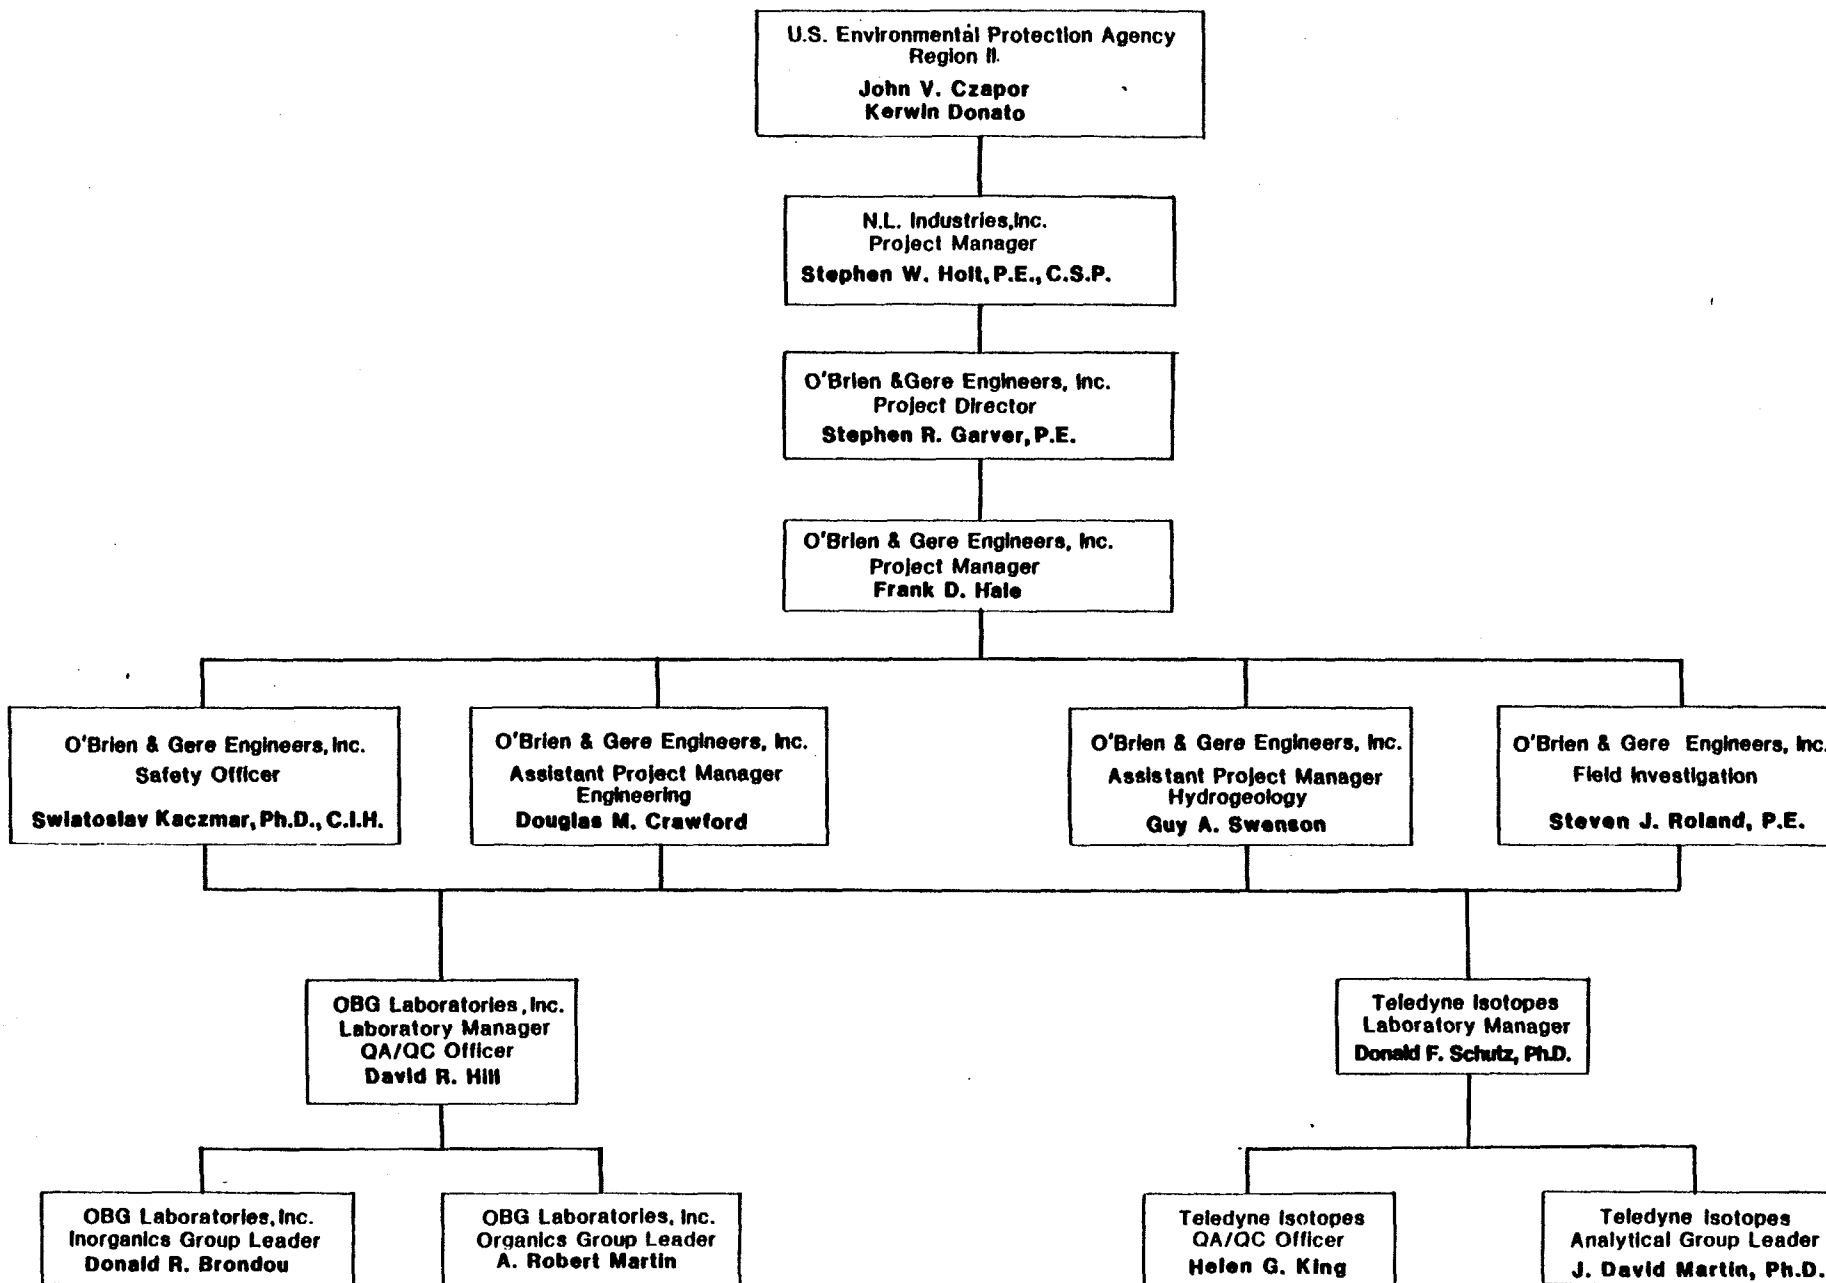 U.S. Environmental Protection Agency
Region II
John V. Czapor
Kerwin Donato
N.L. Industries,Inc.
Project Manager
Stephen W. Holt, P.E., C.S.P.
O'Brien &Gere Engineers, Inc.
Project Director
Stephen R. Garver, P.E.
O'Brien & Gere Engineers, Inc.
Project Manager
Frank D. Hale
O'Brien & Gere Engineers, Inc.
Safety Officer
Swiatoslav Kaczmar, Ph.D., C.I.H.
O'Brien & Gere Engineers, Inc.
Assistant Project Manager
Engineering
Douglas M. Crawford
O'Brien & Gere Engineers, Inc.
Assistant Project Manager
Hydrogeology
Guy A. Swenson
O'Brien & Gere Engineers, Inc.
Field Investigation
Steven J. Roland, P.E.
OBG Laboratories, Inc.
Laboratory Manager
QA/QC Officer
David R. Hill
Teledyne Isotopes
Laboratory Manager
Donald F. Schutz, Ph.D.
OBG Laboratories, Inc.
Inorganics Group Leader
Donald R. Brondou
OBG Laboratories, Inc.
Organics Group Leader
A. Robert Martin
Teledyne Isotopes
QA/QC Officer
Helen G. King
Teledyne Isotopes
Analytical Group Leader
J. David Martin, Ph.D.